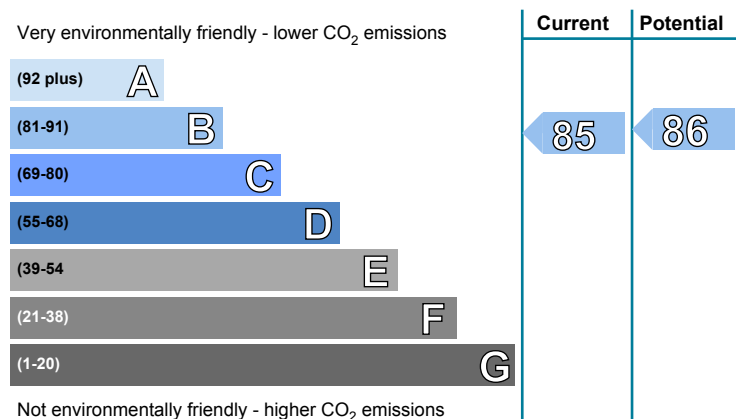 Very environmentally friendly - lower CO2 emissions
Current
Potential
(92 plus) A
(81-91) B
85
86
(69-80) C
(55-68) D
(39-54 E
(21-38) F
(1-20) G
Not environmentally friendly - higher CO2 emissions